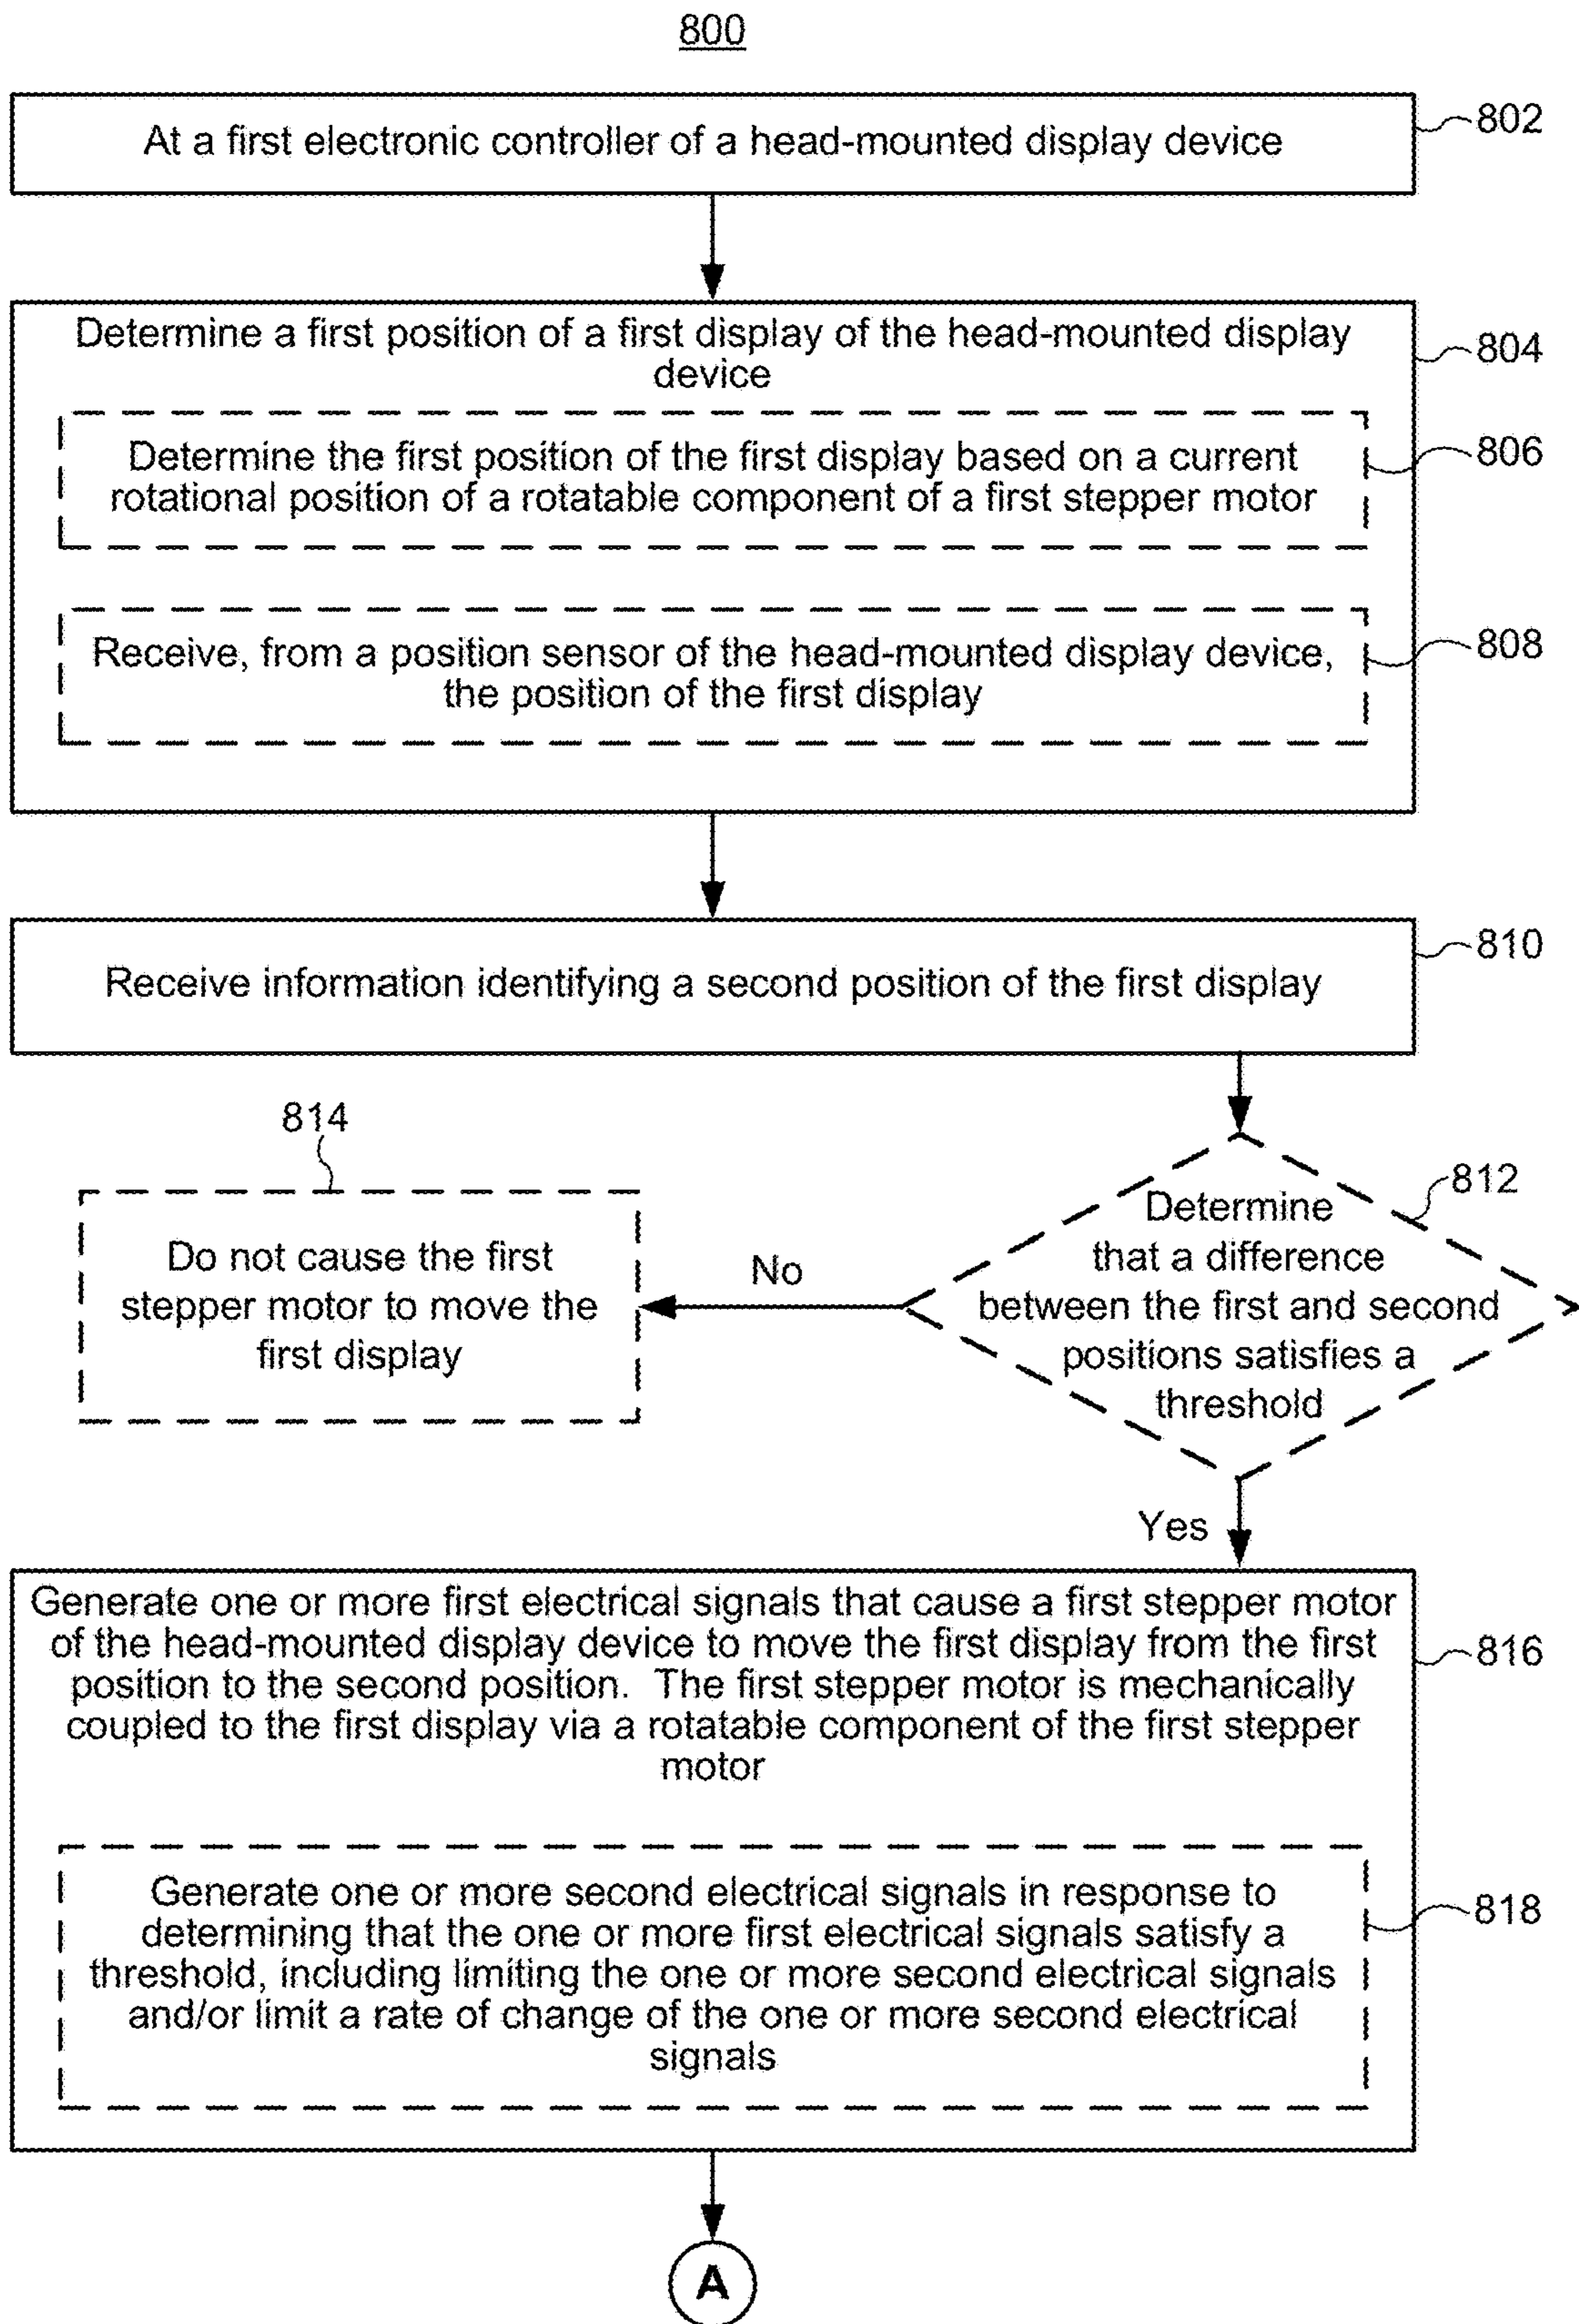 800
At a first electronic controller of a head-mounted display device
802
Determine a first position of a first display of the head-mounted display
device
804
Determine the first position of the first display based on a current
rotational position of a rotatable component of a first stepper motor
806
Receive, from a position sensor of the head-mounted display device,
the position of the first display
808
Receive information identifying a second position of the first display
810
Determine
that a difference
between the first and second
positions satisfies a
threshold
812
No
814
Do not cause the first
stepper motor to move the
first display
Yes
Generate one or more first electrical signals that cause a first stepper motor
of the head-mounted display device to move the first display from the first
position to the second position.  The first stepper motor is mechanically
coupled to the first display via a rotatable component of the first stepper
motor
816
Generate one or more second electrical signals in response to
determining that the one or more first electrical signals satisfy a
threshold, including limiting the one or more second electrical signals
and/or limit a rate of change of the one or more second electrical
signals
818
A